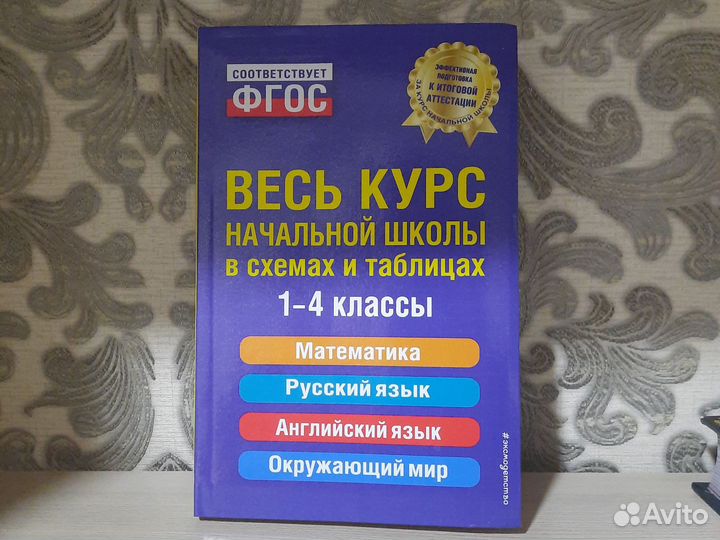 СООТВЕТСТВУЕТ
ФГОС
ЭФФЕКТИВНАЯ
ПОДГОТОВКА
К ИТОГОВОЙ
АТТЕСТАЦИИ
ЗА КУРС НАЧАЛЬНОЙ ШКОЛЫ
ВЕСЬ КУРС
НАЧАЛЬНОЙ ШКОЛЫ
в схемах и таблицах
1–4 классы
Математика
Русский язык
Английский язык
Окружающий мир
#эксмодетство
Avito